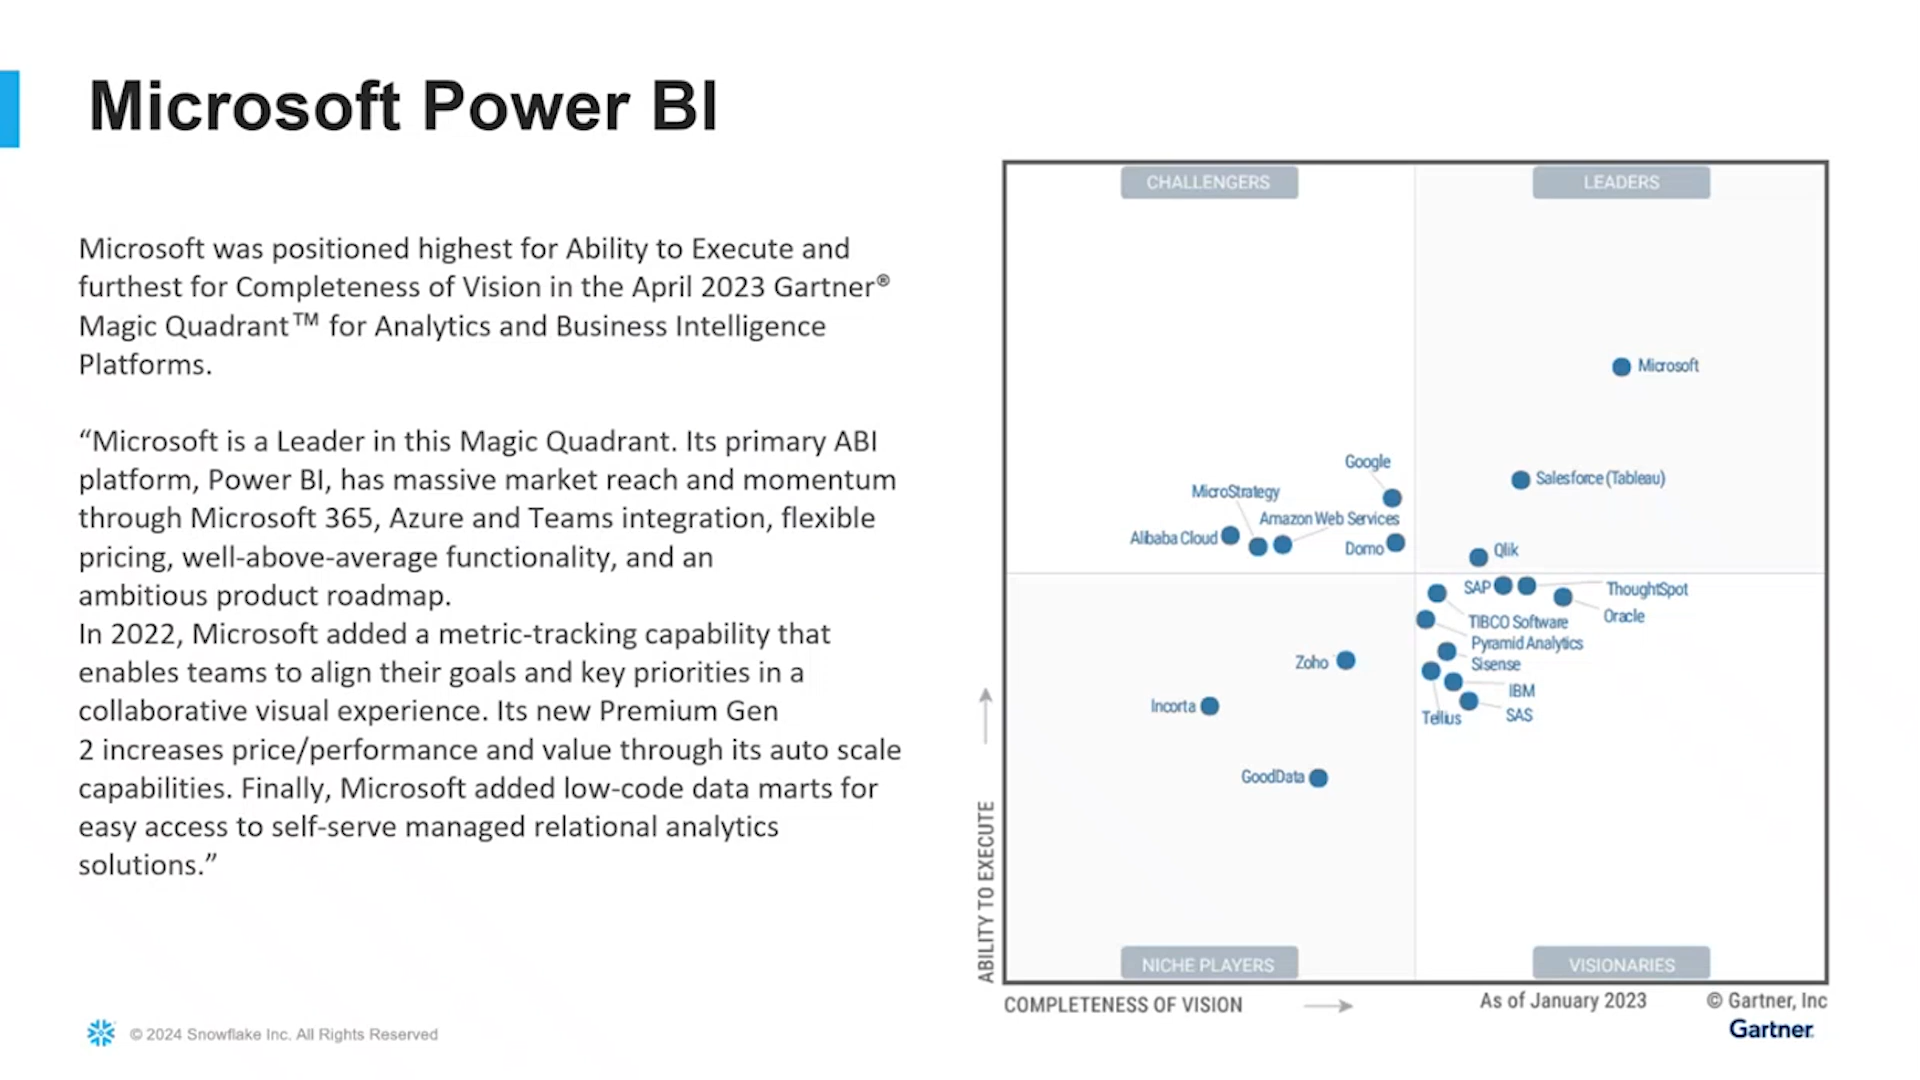 Microsoft Power BI
Microsoft was positioned highest for Ability to Execute and
furthest for Completeness of Vision in the April 2023 Gartner®
Magic Quadrant™ for Analytics and Business Intelligence
Platforms.
“Microsoft is a Leader in this Magic Quadrant. Its primary ABI
platform, Power BI, has massive market reach and momentum
through Microsoft 365, Azure and Teams integration, flexible
pricing, well-above-average functionality, and an
ambitious product roadmap.
In 2022, Microsoft added a metric-tracking capability that
enables teams to align their goals and key priorities in a
collaborative visual experience. Its new Premium Gen
2 increases price/performance and value through its auto scale
capabilities. Finally, Microsoft added low-code data marts for
easy access to self-serve managed relational analytics
solutions.”
CHALLENGERS
LEADERS
Microsoft
Google
Salesforce (Tableau)
MicroStrategy
Amazon Web Services
Alibaba Cloud
Domo
Qlik
SAP
ThoughtSpot
Oracle
TIBCO Software
Pyramid Analytics
Sisense
Zoho
IBM
Incorta
SAS
Tellius
GoodData
ABILITY TO EXECUTE
NICHE PLAYERS
VISIONARIES
COMPLETENESS OF VISION
As of January 2023
© Gartner, Inc
Gartner
© 2024 Snowflake Inc. All Rights Reserved